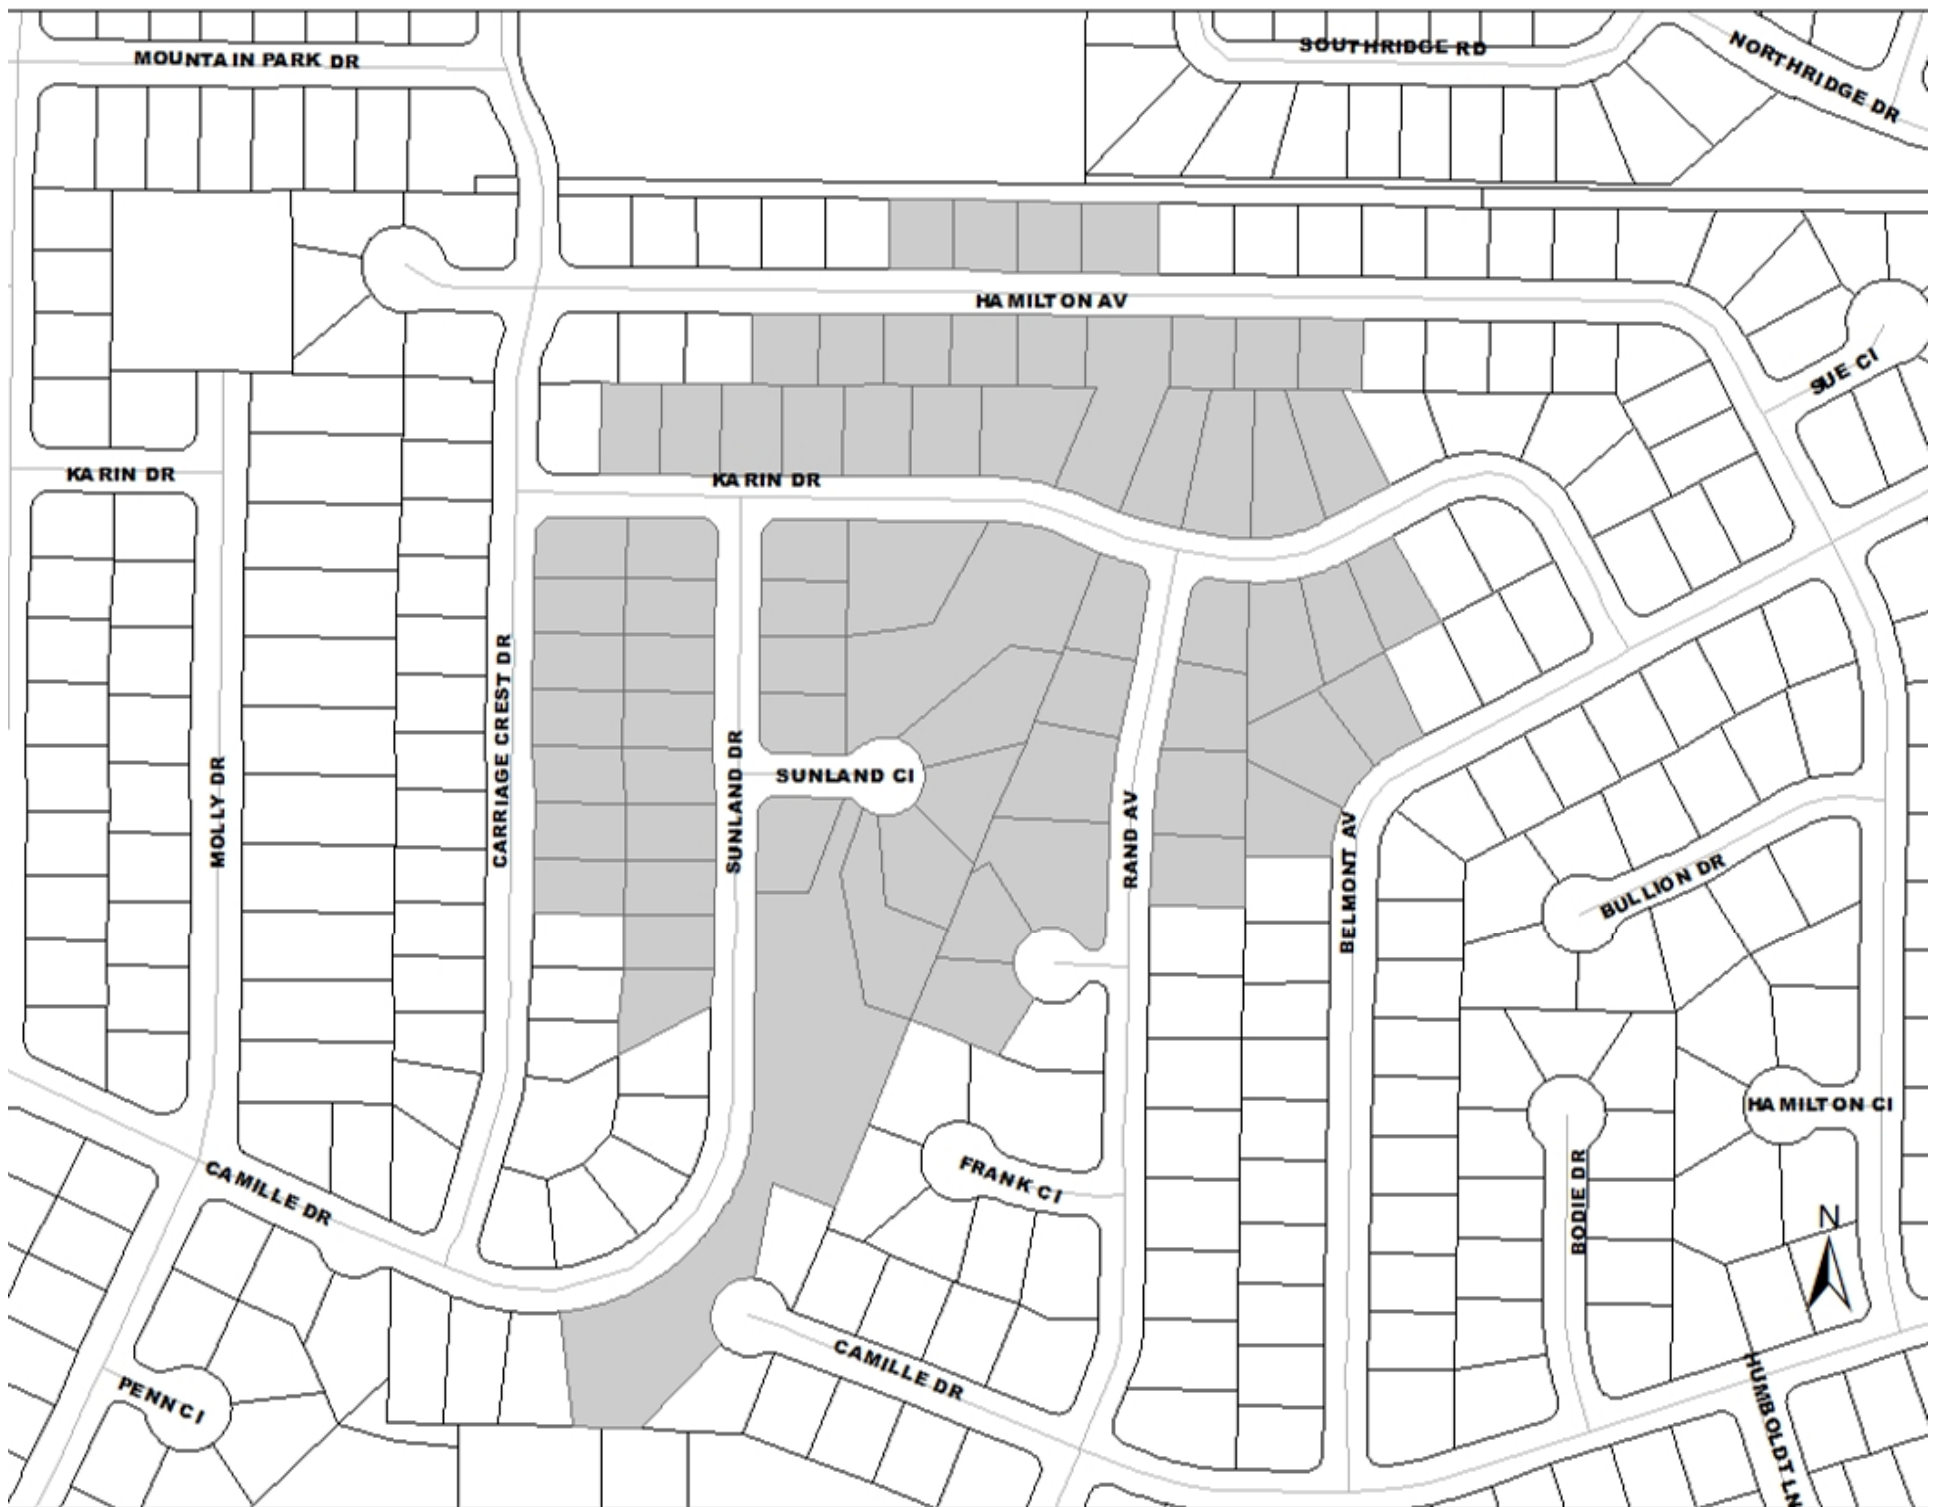 SOUTHRIDGE RD
NORTHRIDGE DR
MOUNTAIN PARK DR
HAMILTON AV
SUE CI
KARIN DR
KARIN DR
CARRIAGE CREST DR
SUNLAND DR
SUNLAND CI
MOLLY DR
RAND AV
BELMONT AV
BULLION DR
HAMILTON CI
FRANK CI
BODIE DR
CAMILLE DR
N
CAMILLE DR
PENN CI
HUMBOLDT LN